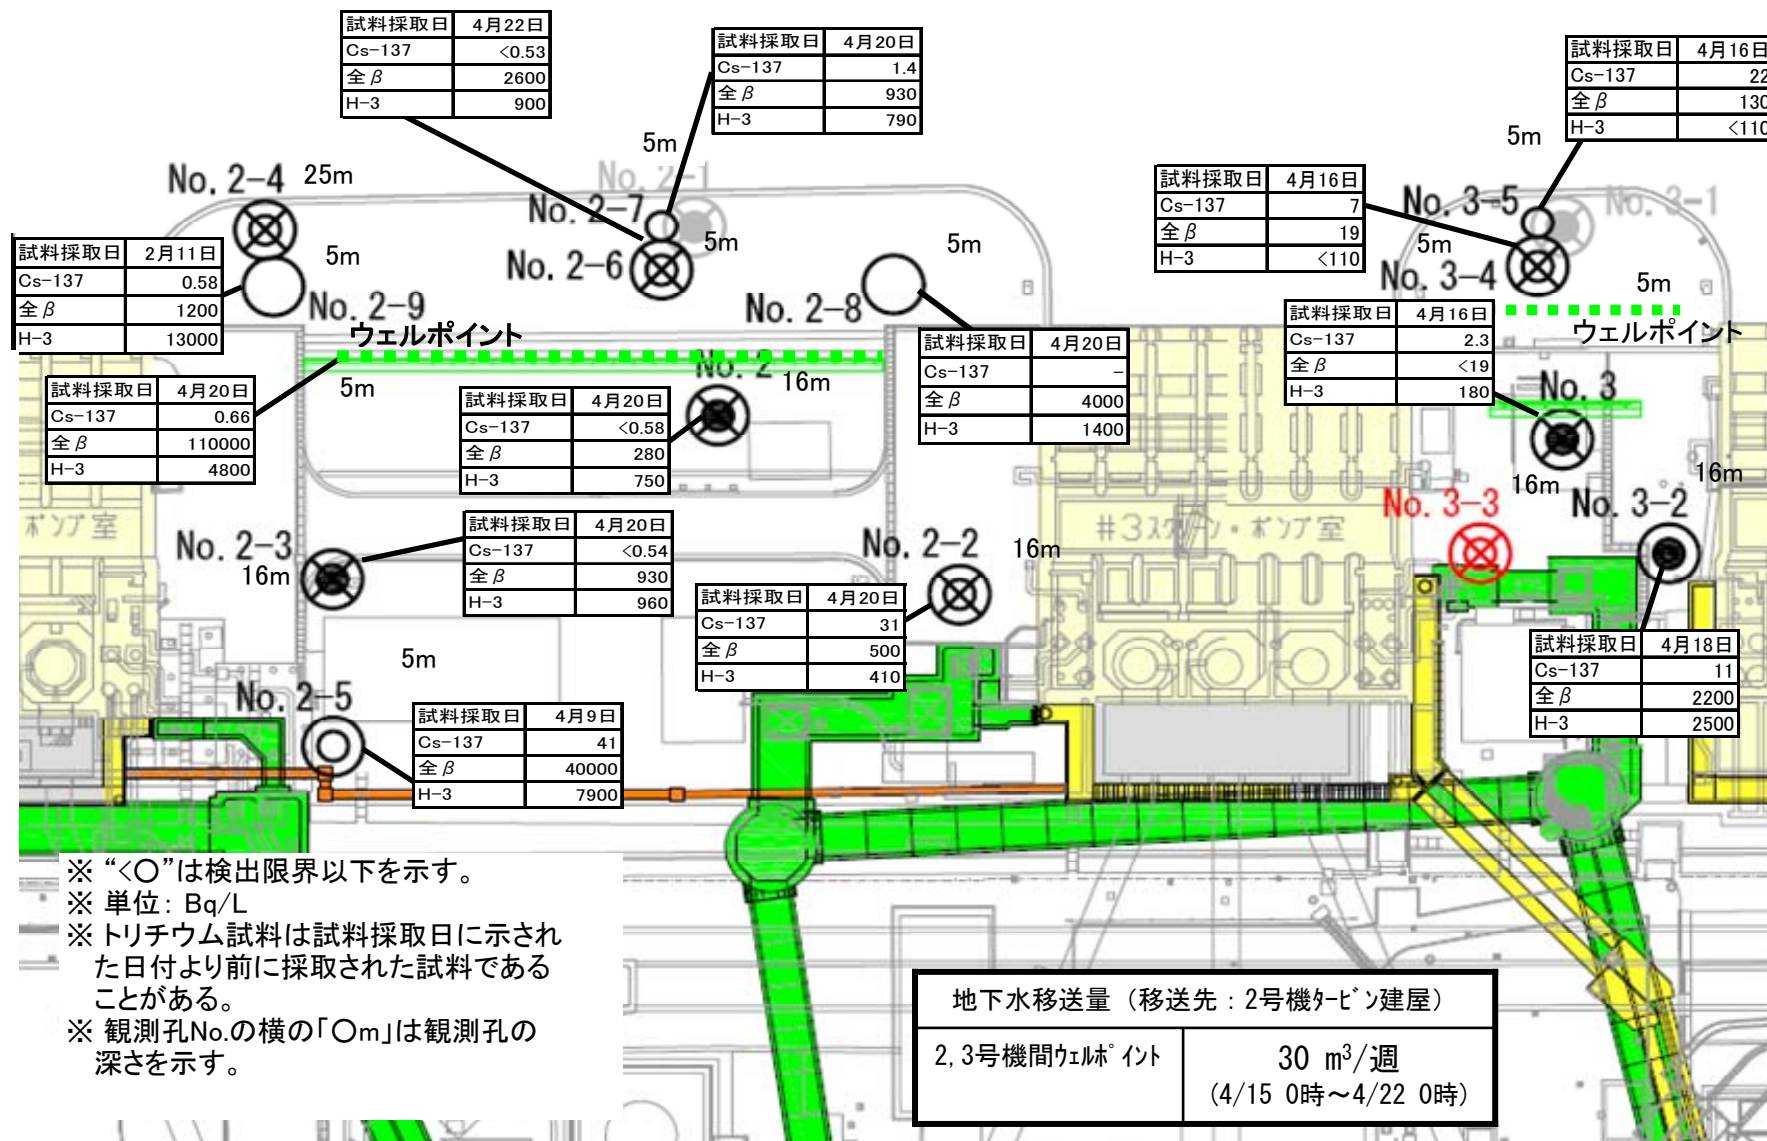 試料採取日 4月22日
Cs-137 <0.53
全β 2600
H-3 900
試料採取日 4月20日
Cs-137 1.4
全β 930
H-3 790
試料採取日 4月16日
Cs-137 22
全β 130
H-3 <110
5m
5m
No. 2-4 25m
No. 2-1
No. 2-7
5m
No. 2-6
5m
試料採取日 4月16日
Cs-137 7
全β 19
H-3 <110
No. 3-5
No. 3-1
5m
No. 3-4
5m
試料採取日 2月11日
Cs-137 0.58
全β 1200
H-3 13000
5m
No. 2-9
No. 2-8
ウェルポイント
ウェルポイント
試料採取日 4月16日
Cs-137 2.3
全β <19
H-3 180
試料採取日 4月20日
Cs-137 -
全β 4000
H-3 1400
No. 2
16m
5m
No. 3
16m
16m
試料採取日 4月20日
Cs-137 0.66
全β 110000
H-3 4800
試料採取日 4月20日
Cs-137 <0.58
全β 280
H-3 750
ポンプ室
No. 2-3
16m
試料採取日 4月20日
Cs-137 <0.54
全β 930
H-3 960
No. 2-2
16m
#3スクリーン・ポンプ室
No. 3-3
No. 3-2
試料採取日 4月20日
Cs-137 31
全β 500
H-3 410
試料採取日 4月18日
Cs-137 11
全β 2200
H-3 2500
5m
No. 2-5
試料採取日 4月9日
Cs-137 41
全β 40000
H-3 7900
※ “<〇”は検出限界以下を示す。
※ 単位: Bq/L
※ トリチウム試料は試料採取日に示され
た日付より前に採取された試料である
ことがある。
※ 観測孔No.の横の「〇m」は観測孔の
深さを示す。
地下水移送量（移送先：2号機タービン建屋）
2,3号機間ウェルポイント 30 m³/週
(4/15 0時～4/22 0時)